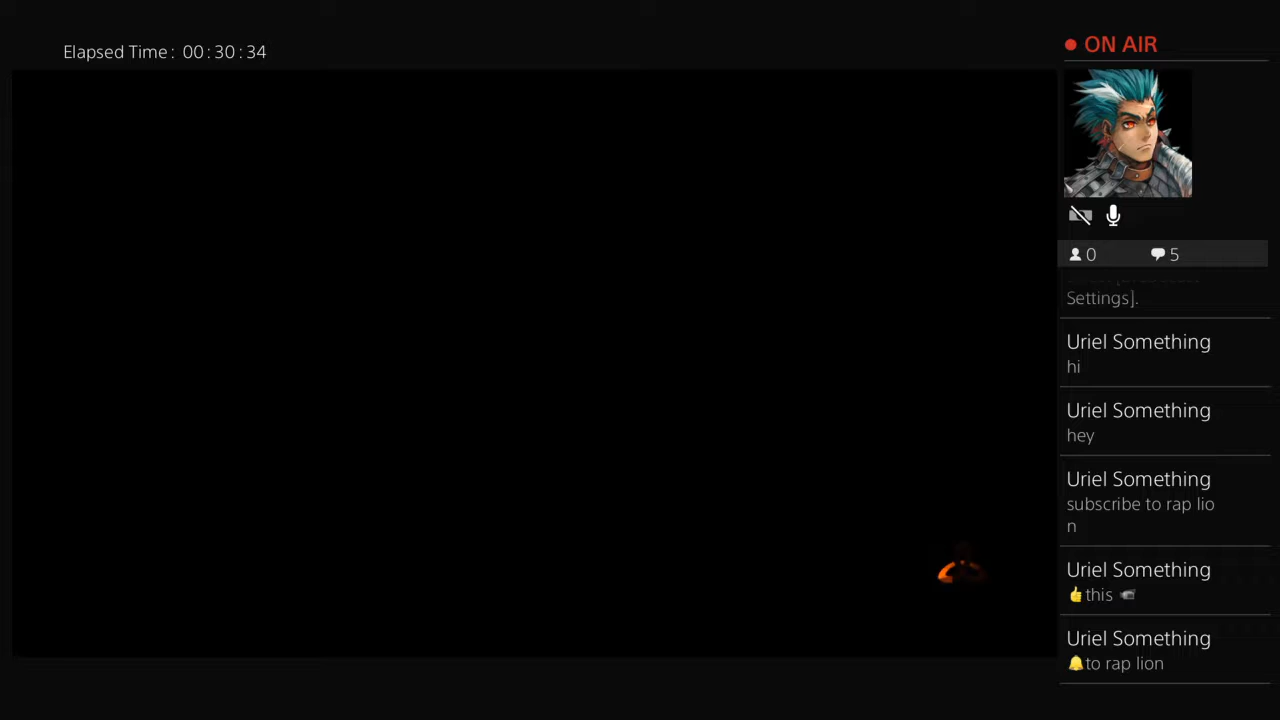 Elapsed Time: 00:30:34
ON AIR
0 5
Settings].
Uriel Something
hi
Uriel Something
hey
Uriel Something
subscribe to rap lio
n
Uriel Something
👍this 📹
Uriel Something
🔔to rap lion